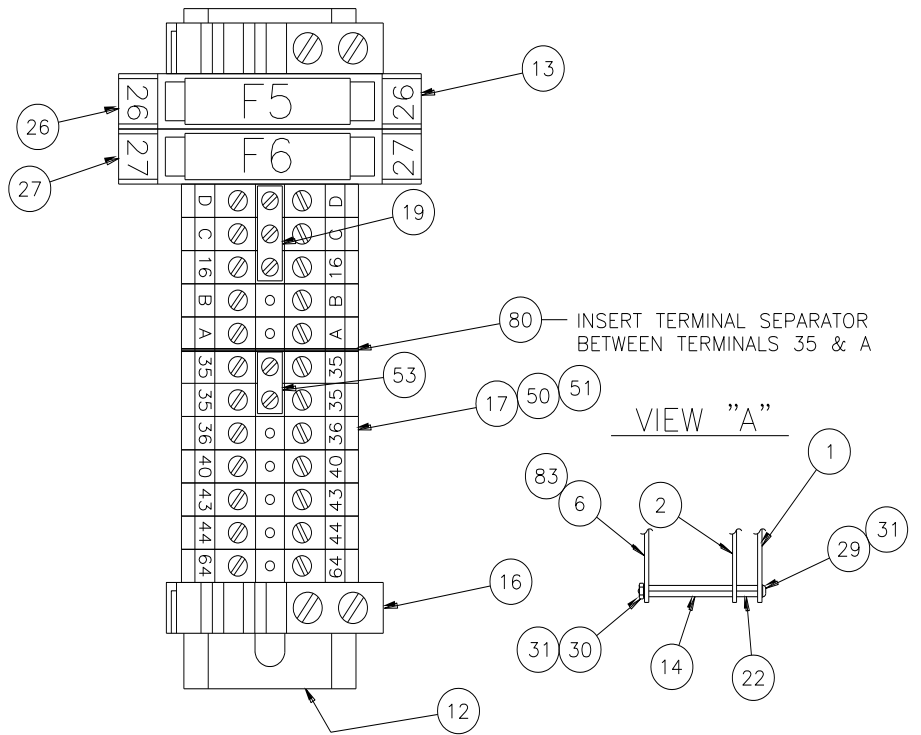 13
26 F5 26
26
27 F6 27
27
D D
19
C C
16 16
B B
80 INSERT TERMINAL SEPARATOR
BETWEEN TERMINALS 35 & A
A A
35 35
53
35 35
17 50 51
36 36
VIEW "A"
40 40
43 43
44 44
64 64
16
12
1
83
6
2
29 31
31 30
14
22